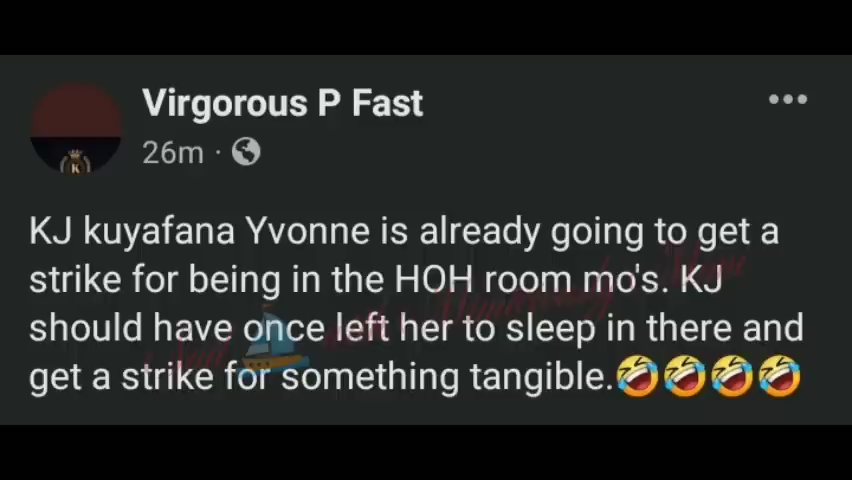 Virgorous P Fast
26m ·
K
KJ kuyafana Yvonne is already going to get a
strike for being in the HOH room mo's. KJ
should have once left her to sleep in there and
get a strike for something tangible.🤣🤣🤣🤣